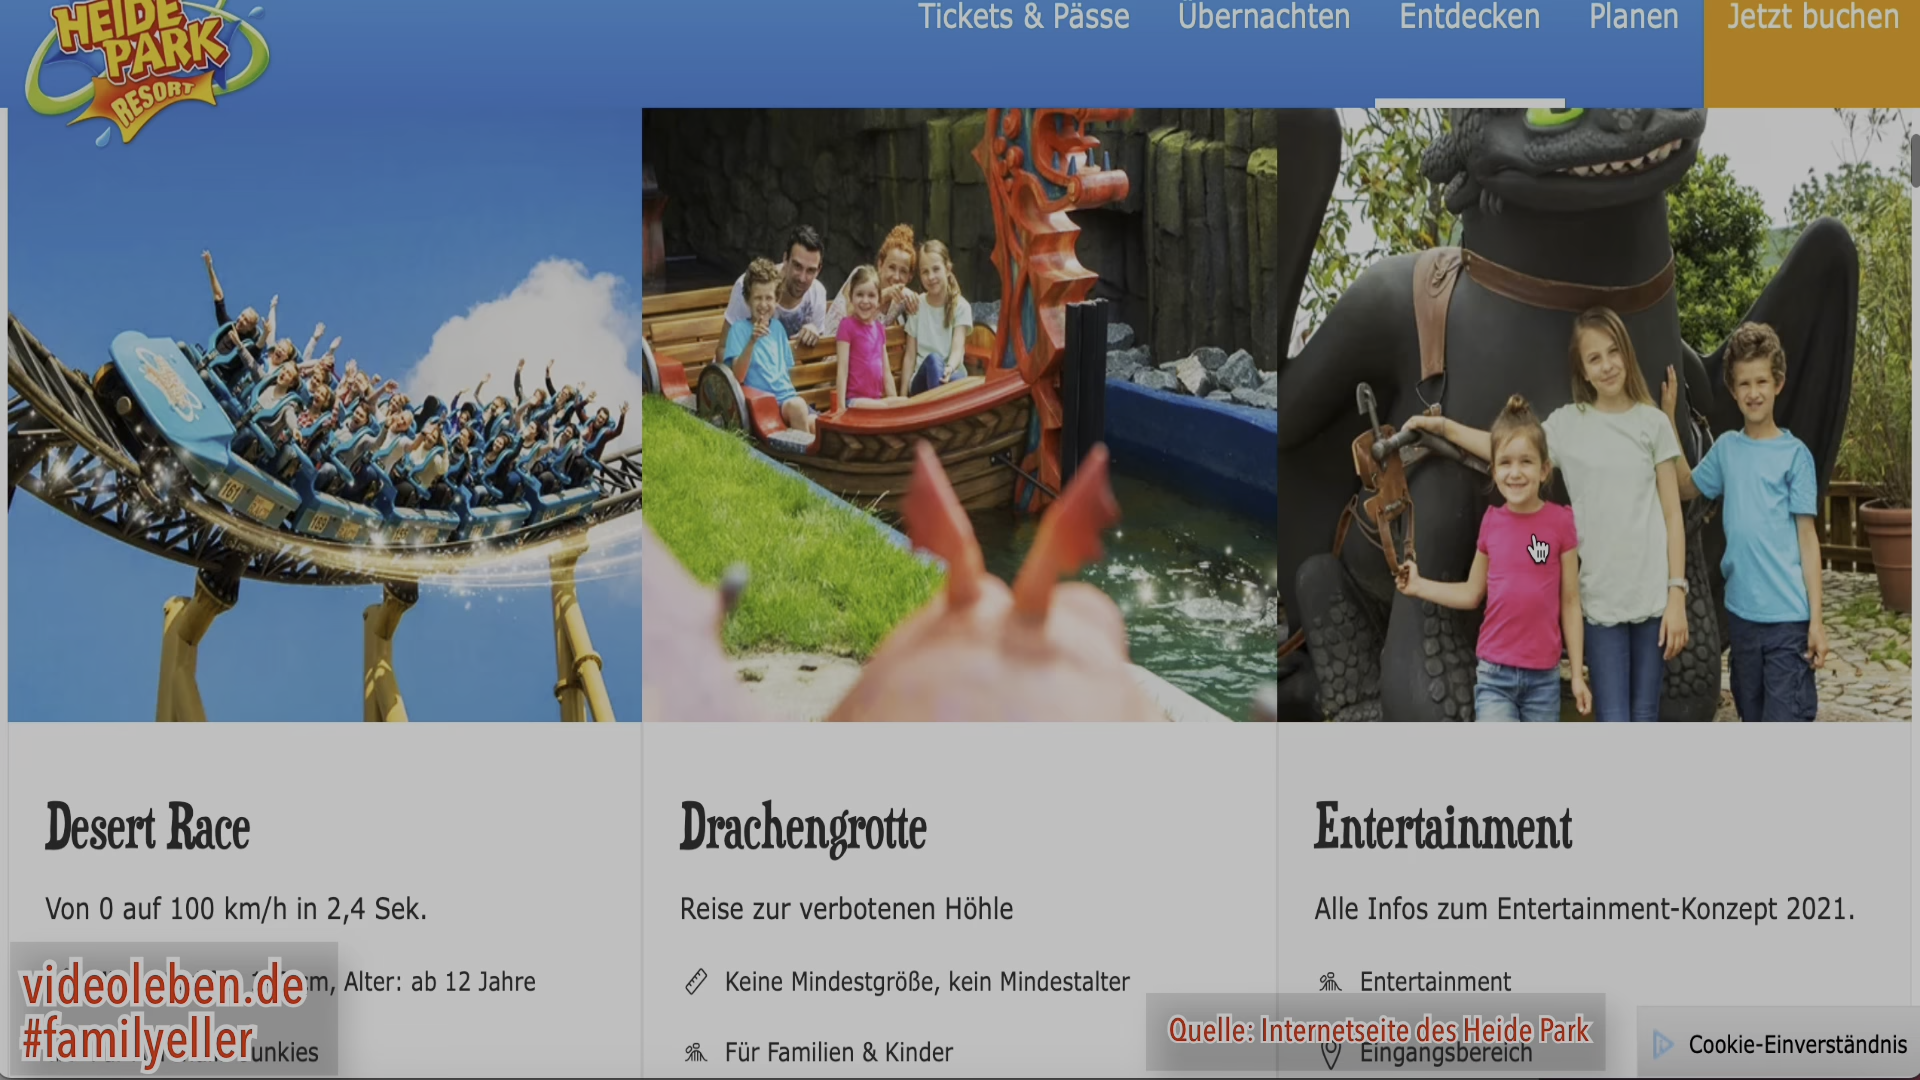 HEIDE
PARK
RESORT
Tickets & Pässe
Übernachten
Entdecken
Planen
Jetzt buchen
161
Desert Race
Von 0 auf 100 km/h in 2,4 Sek.
cm, Alter: ab 12 Jahre
Drachengrotte
Reise zur verbotenen Höhle
Keine Mindestgröße, kein Mindestalter
Für Familien & Kinder
Entertainment
Alle Infos zum Entertainment-Konzept 2021.
Entertainment
Eingangsbereich
videoleben.de
#familyeller
Quelle: Internetseite des Heide Park
Cookie-Einverständnis